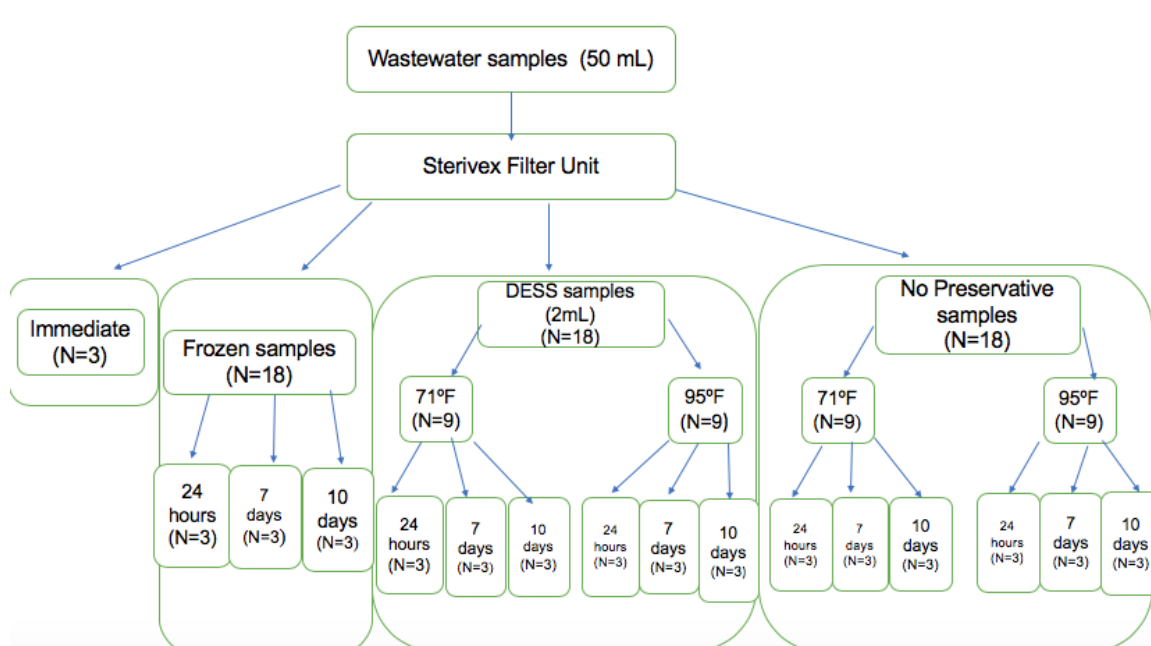 Wastewater samples (50 mL)
Sterivex Filter Unit
Immediate
(N=3)
Frozen samples
(N=18)
DESS samples
(2mL)
(N=18)
No Preservative
samples
(N=18)
71ºF
(N=9)
95ºF
(N=9)
71ºF
(N=9)
95ºF
(N=9)
24
hours
(N=3)
7
days
(N=3)
10
days
(N=3)
24
hours
(N=3)
7
days
(N=3)
10
days
(N=3)
24
hours
(N=3)
7
days
(N=3)
10
days
(N=3)
24
hours
(N=3)
7
days
(N=3)
10
days
(N=3)
24
hours
(N=3)
7
days
(N=3)
10
days
(N=3)